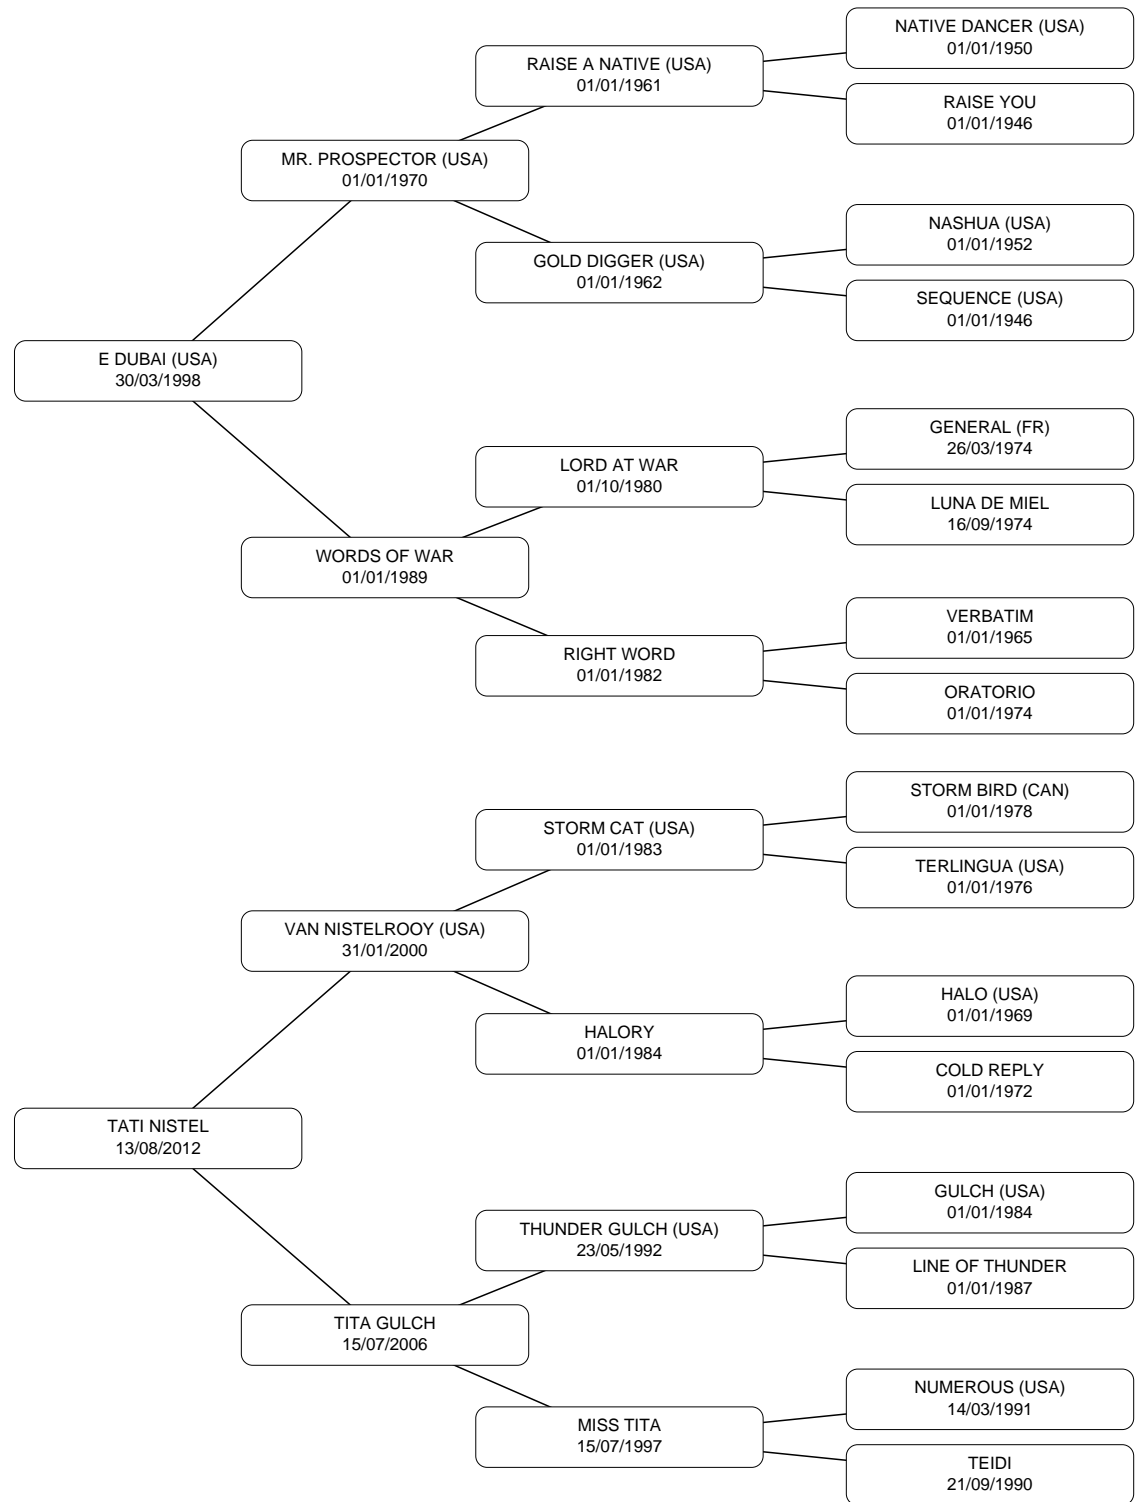 NATIVE DANCER (USA)
01/01/1950
RAISE A NATIVE (USA)
01/01/1961
RAISE YOU
01/01/1946
MR. PROSPECTOR (USA)
01/01/1970
NASHUA (USA)
01/01/1952
GOLD DIGGER (USA)
01/01/1962
SEQUENCE (USA)
01/01/1946
E DUBAI (USA)
30/03/1998
GENERAL (FR)
26/03/1974
LORD AT WAR
01/10/1980
LUNA DE MIEL
16/09/1974
WORDS OF WAR
01/01/1989
VERBATIM
01/01/1965
RIGHT WORD
01/01/1982
ORATORIO
01/01/1974
STORM BIRD (CAN)
01/01/1978
STORM CAT (USA)
01/01/1983
TERLINGUA (USA)
01/01/1976
VAN NISTELROOY (USA)
31/01/2000
HALO (USA)
01/01/1969
HALORY
01/01/1984
COLD REPLY
01/01/1972
TATI NISTEL
13/08/2012
GULCH (USA)
01/01/1984
THUNDER GULCH (USA)
23/05/1992
LINE OF THUNDER
01/01/1987
TITA GULCH
15/07/2006
NUMEROUS (USA)
14/03/1991
MISS TITA
15/07/1997
TEIDI
21/09/1990